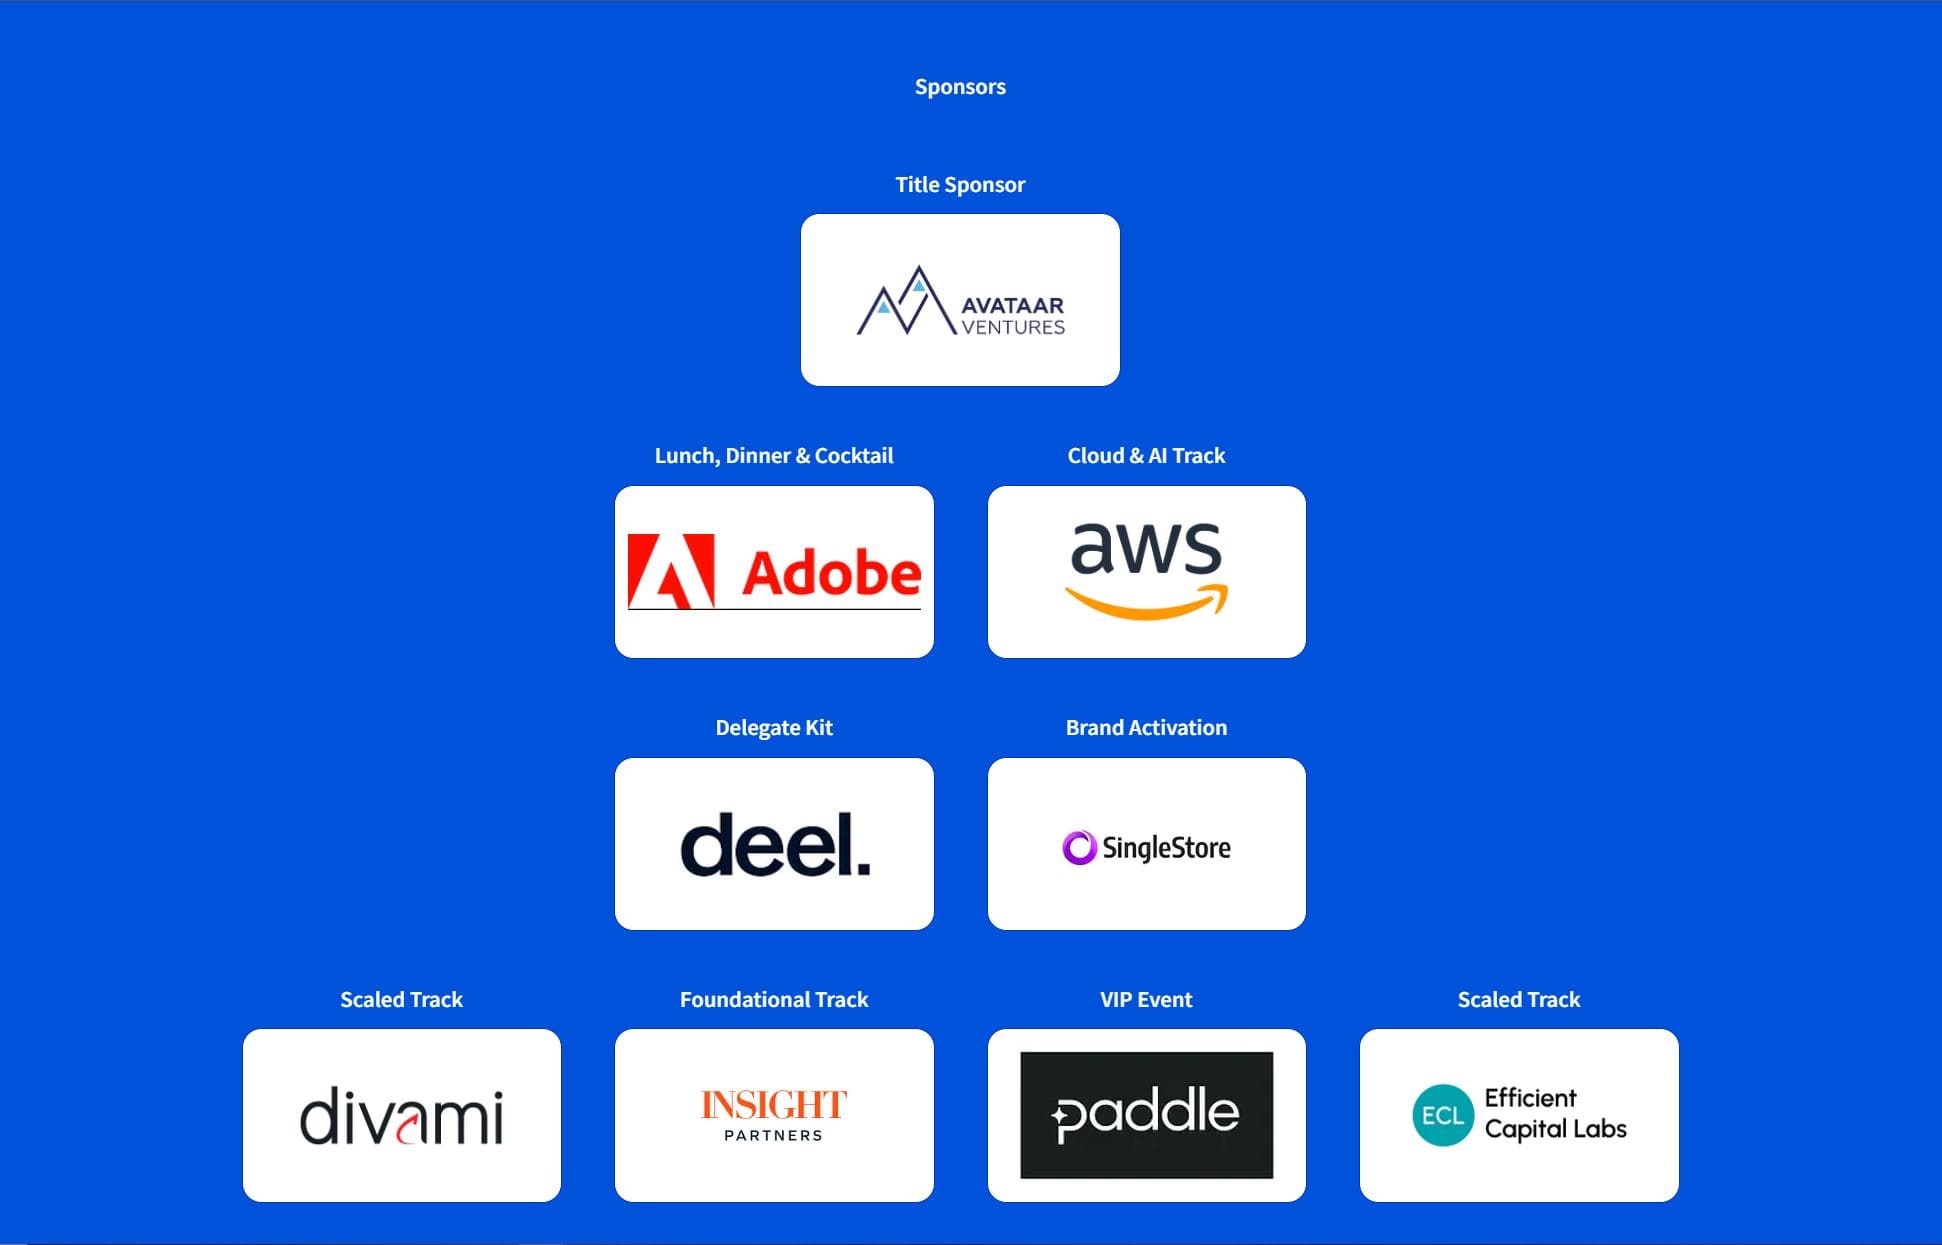 Sponsors
Title Sponsor
AVATAAR
VENTURES
Lunch, Dinner & Cocktail
Cloud & AI Track
Adobe
aws
Delegate Kit
Brand Activation
deel.
SingleStore
Scaled Track
Foundational Track
VIP Event
Scaled Track
divami
INSIGHT
PARTNERS
paddle
ECL
Efficient
Capital Labs